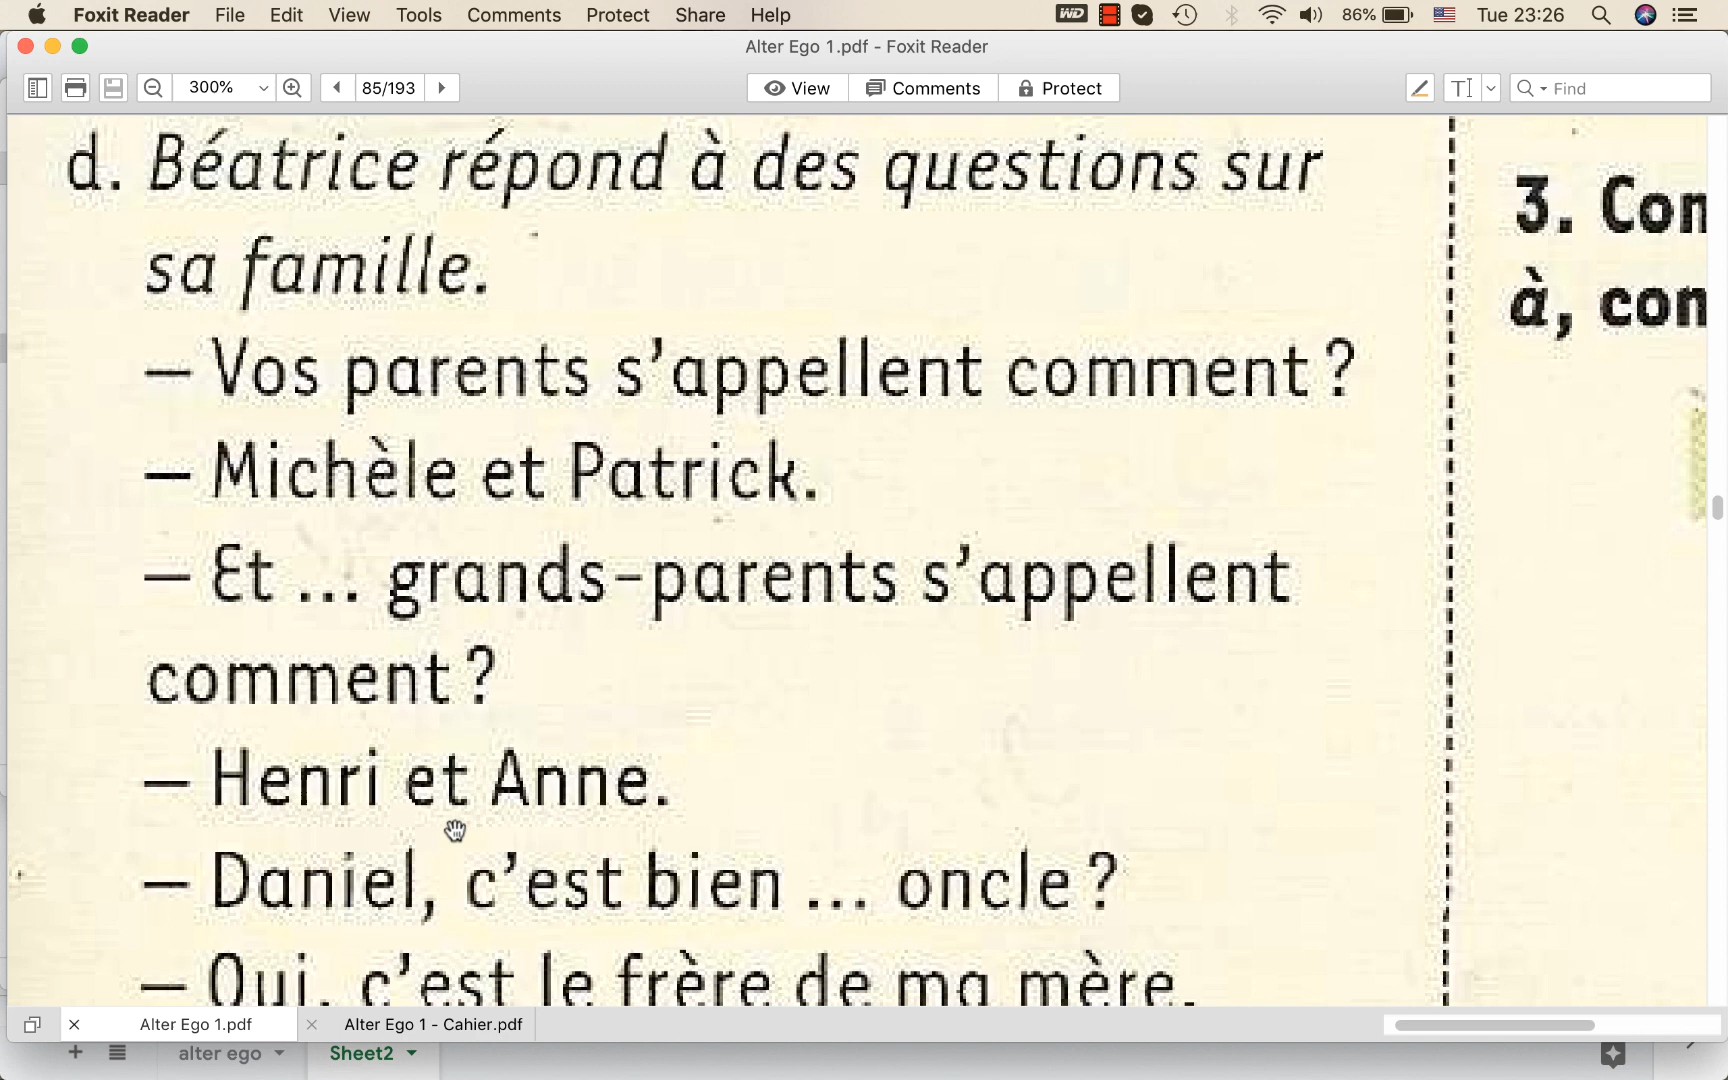 Foxit Reader File Edit View Tools Comments Protect Share Help WD 86% Tue 23:26
Alter Ego 1.pdf - Foxit Reader
300% 85/193 View Comments Protect T Find
d. Béatrice répond à des questions sur
sa famille.
– Vos parents s'appellent comment ?
– Michèle et Patrick.
– Et ... grands-parents s'appellent
comment ?
– Henri et Anne.
– Daniel, c'est bien ... oncle ?
– Oui, c'est le frère de ma mère.
3. Con
à, con
Alter Ego 1.pdf Alter Ego 1 - Cahier.pdf
alter ego Sheet2